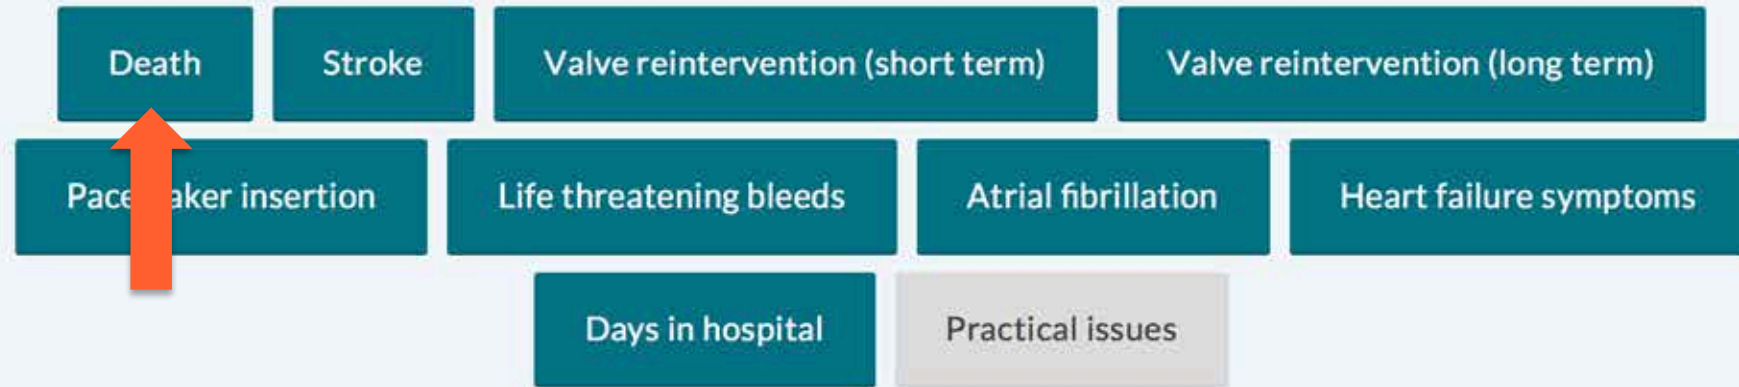 Death Stroke Valve reintervention (short term) Valve reintervention (long term)
Pacemaker insertion Life threatening bleeds Atrial fibrillation Heart failure symptoms
Days in hospital Practical issues